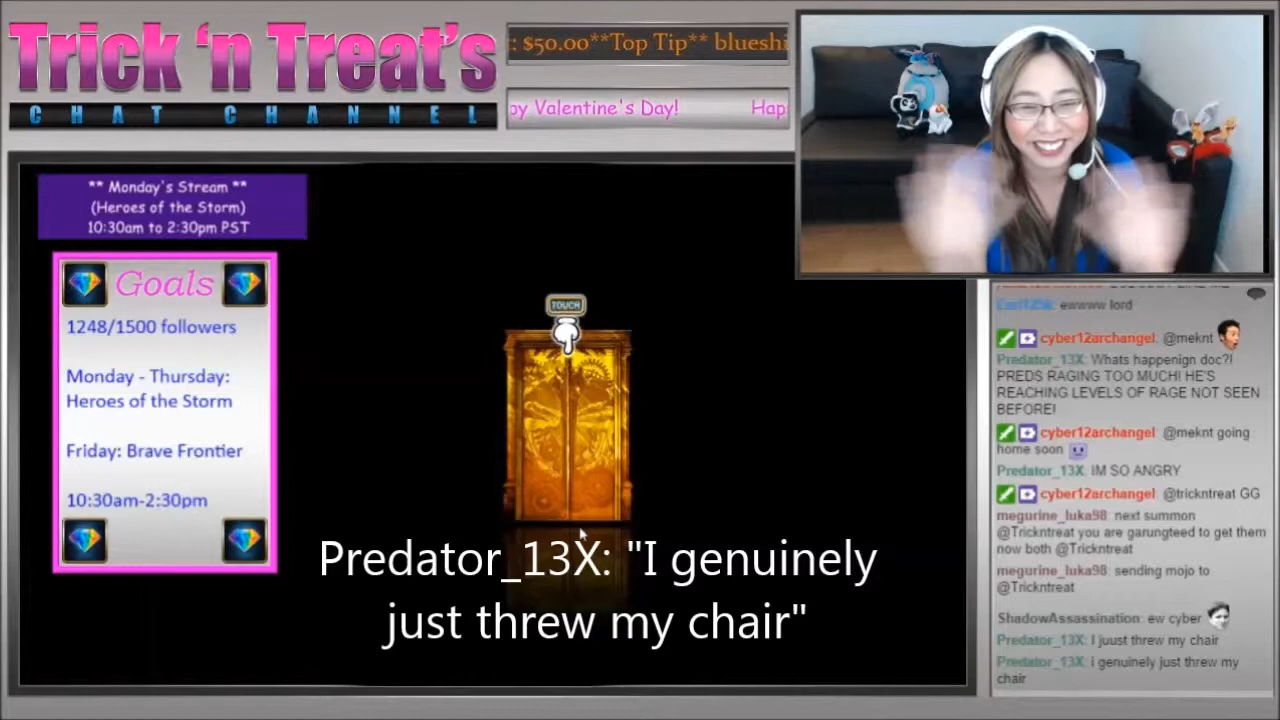 Trick 'n Treat's
CHAT CHANNEL
: $50.00**Top Tip** blueshi
py Valentine's Day! Hap
** Monday's Stream **
(Heroes of the Storm)
10:30am to 2:30pm PST
Goals
1248/1500 followers
Monday - Thursday:
Heroes of the Storm
Friday: Brave Frontier
10:30am-2:30pm
TOUCH
Predator_13X: "I genuinely
just threw my chair"
ewwww lord
cyber12archangel: @meknt
Predator_13X: Whats happenign doc?!
PREDS RAGING TOO MUCH! HE'S
REACHING LEVELS OF RAGE NOT SEEN
BEFORE!
cyber12archangel: @meknt going
home soon
Predator_13X: IM SO ANGRY
cyber12archangel: @trickntreat GG
megurine_luka98: next summon
@Trickntreat you are garungteed to get them
now both @Trickntreat
megurine_luka98: sending mojo to
@Trickntreat
ShadowAssassination: ew cyber
Predator_13X: I juust threw my chair
Predator_13X: i genuinely just threw my
chair